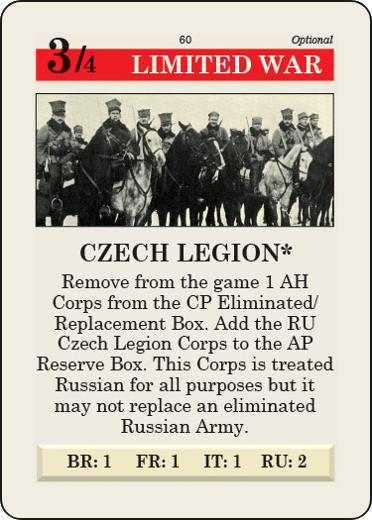 3/4
60
Optional
LIMITED WAR
CZECH LEGION*
Remove from the game 1 AH
Corps from the CP Eliminated/
Replacement Box. Add the RU
Czech Legion Corps to the AP
Reserve Box. This Corps is treated
Russian for all purposes but it
may not replace an eliminated
Russian Army.
BR: 1 FR: 1 IT: 1 RU: 2